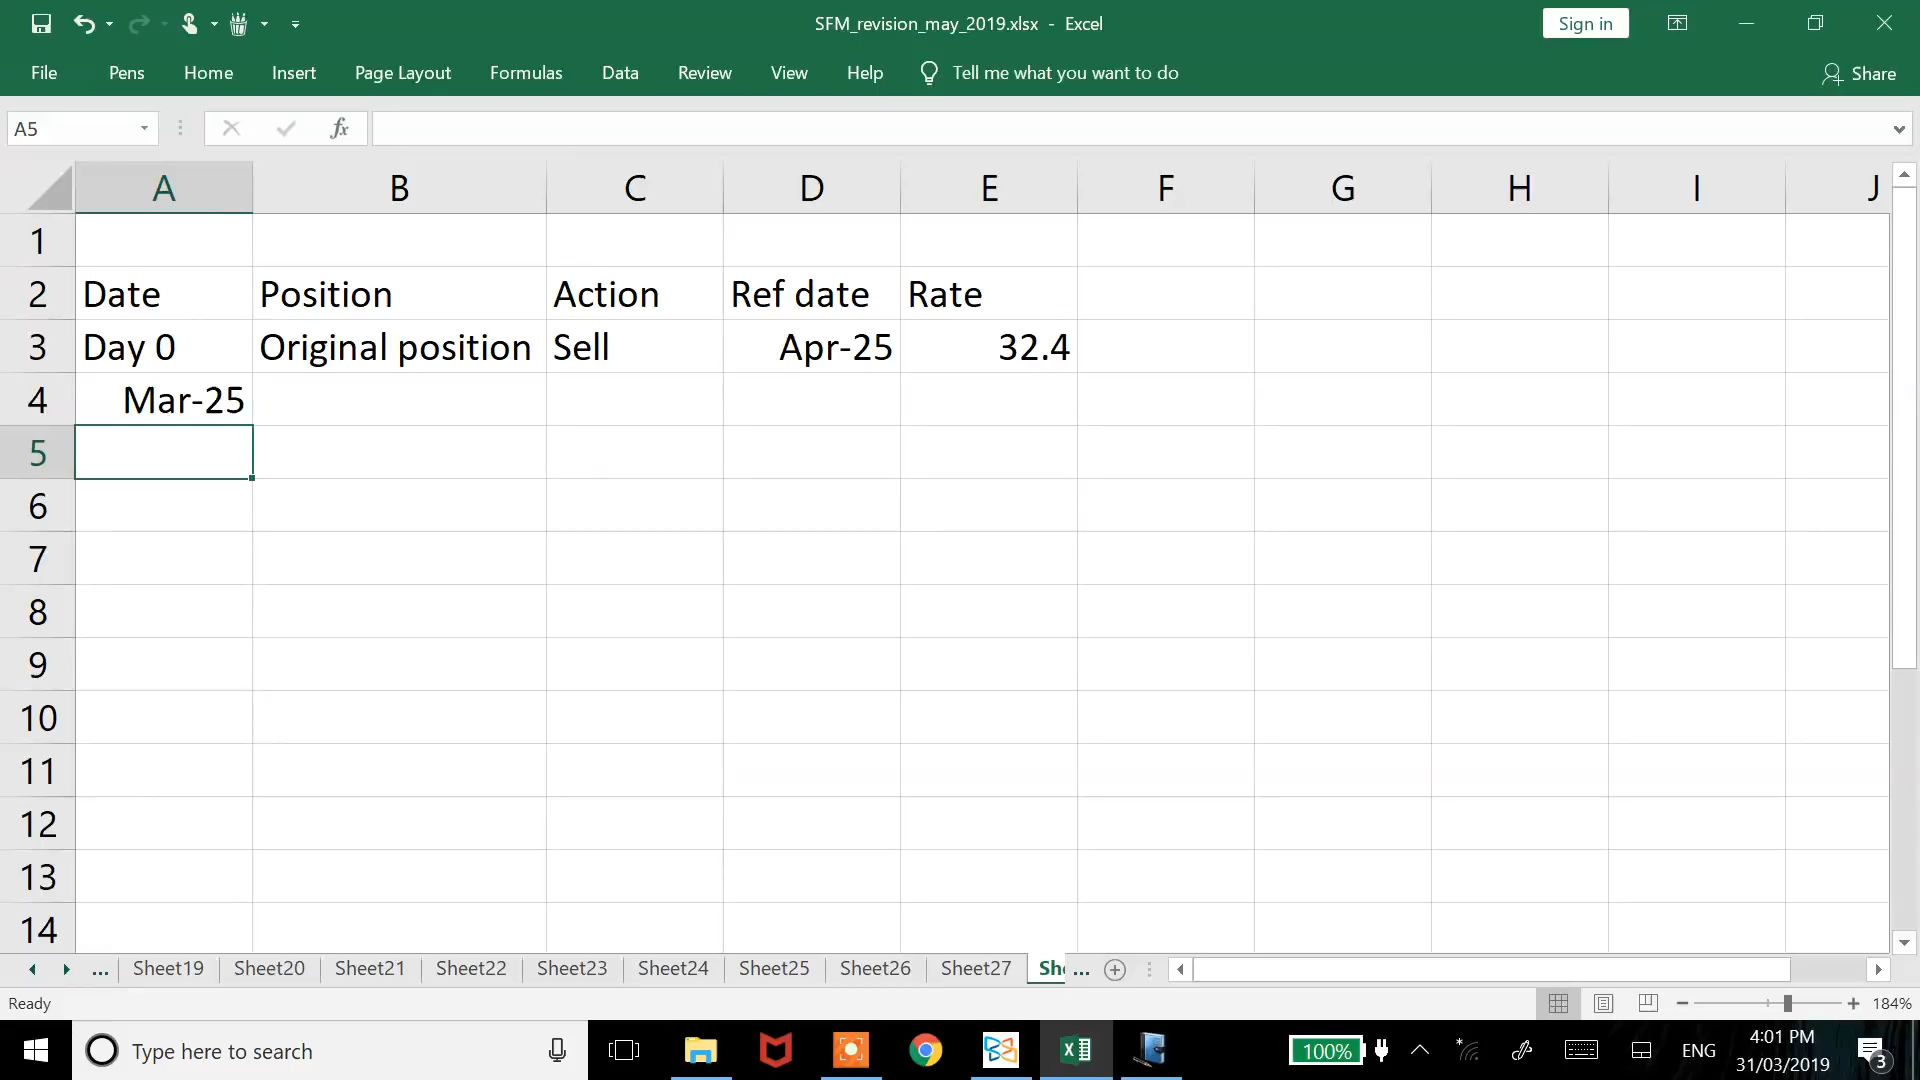 SFM_revision_may_2019.xlsx - Excel
Sign in
File Pens Home Insert Page Layout Formulas Data Review View Help Tell me what you want to do Share
A5 fx
A B C D E F G H I J
1
2 Date Position Action Ref date Rate
3 Day 0 Original position Sell Apr-25 32.4
4 Mar-25
5
6
7
8
9
10
11
12
13
14
... Sheet19 Sheet20 Sheet21 Sheet22 Sheet23 Sheet24 Sheet25 Sheet26 Sheet27 She ...
Ready 184%
Type here to search 100% ENG 4:01 PM
31/03/2019 3